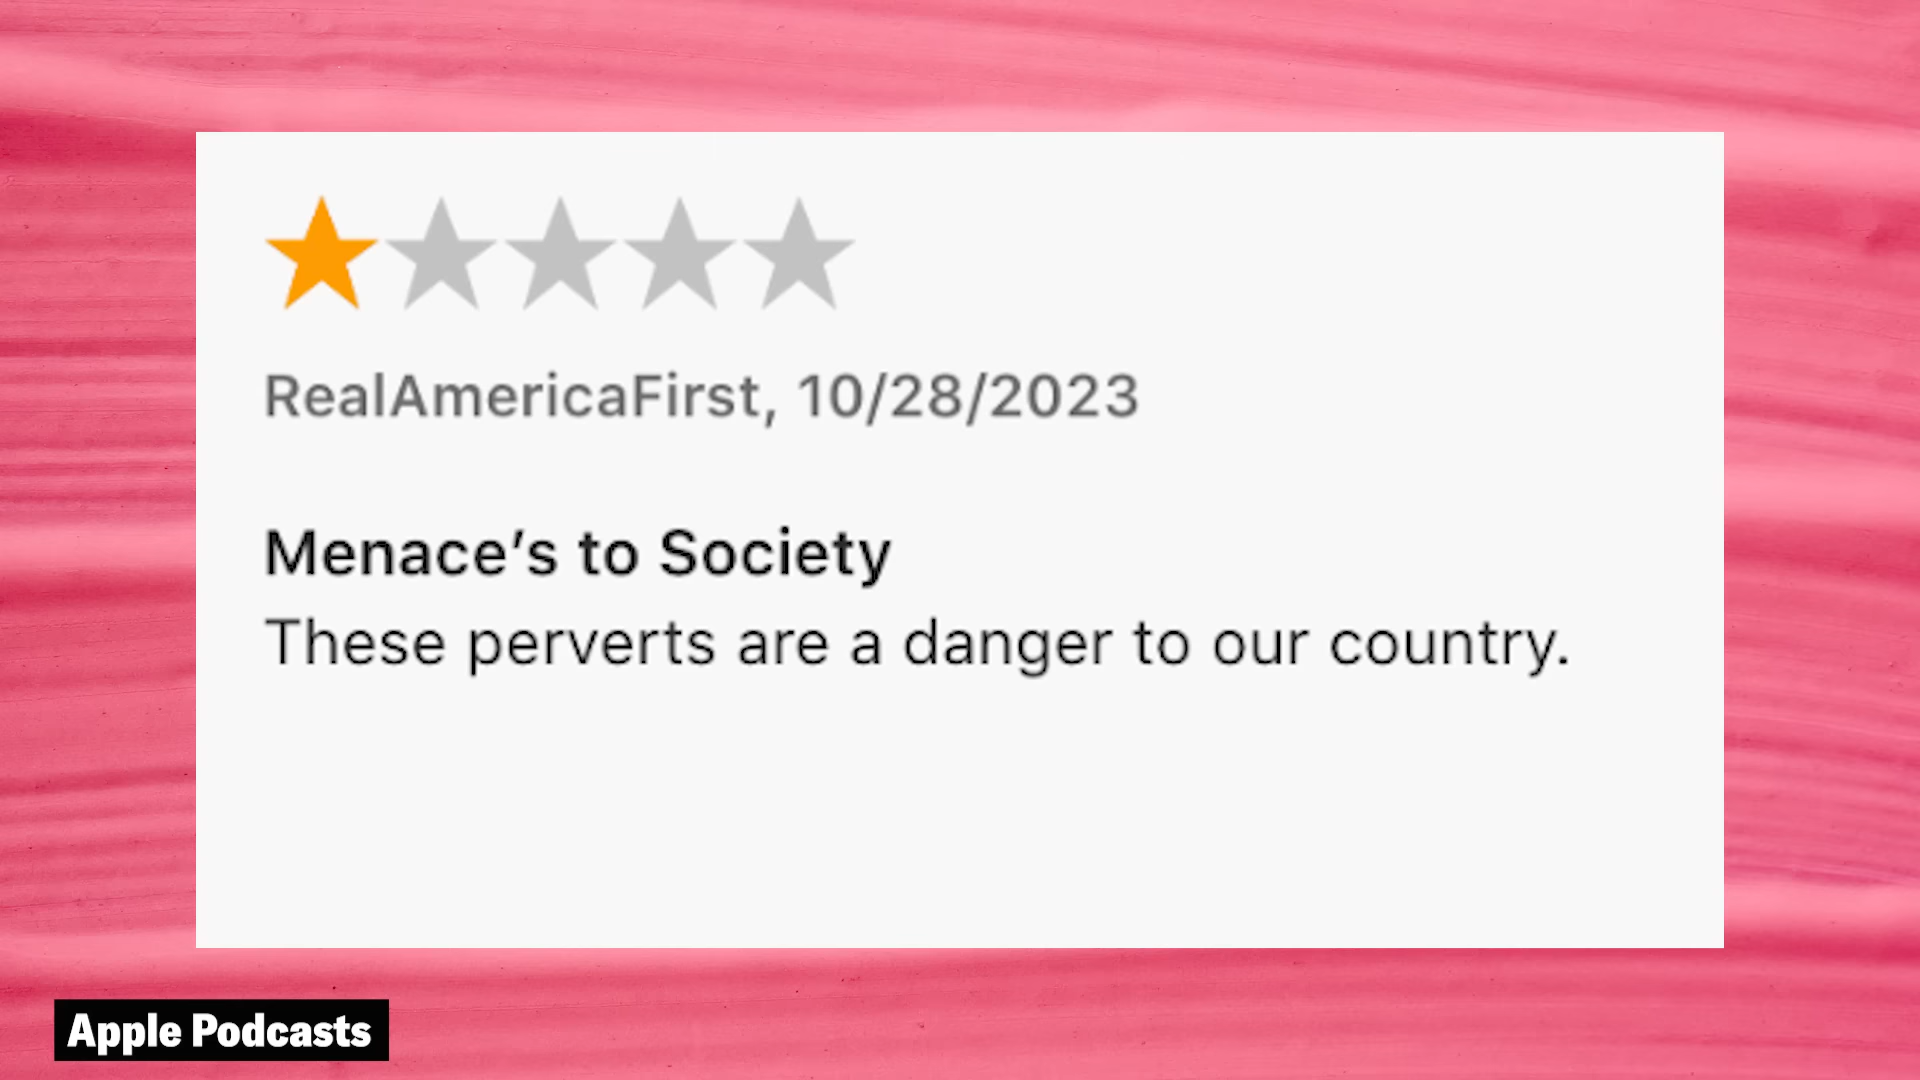 RealAmericaFirst, 10/28/2023
Menace’s to Society
These perverts are a danger to our country.
Apple Podcasts